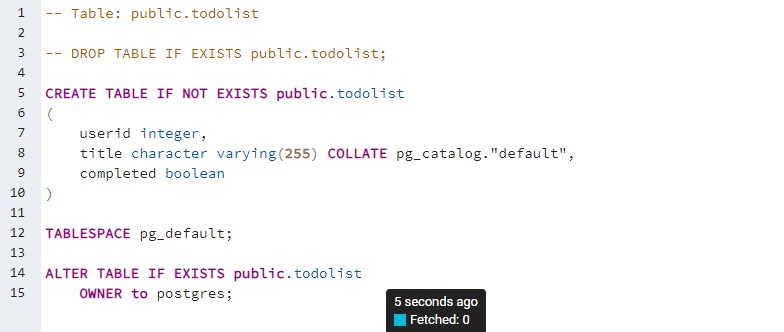 1 -- Table: public.todolist
2
3 -- DROP TABLE IF EXISTS public.todolist;
4
5 CREATE TABLE IF NOT EXISTS public.todolist
6 (
7     userid integer,
8     title character varying(255) COLLATE pg_catalog."default",
9     completed boolean
10 )
11
12 TABLESPACE pg_default;
13
14 ALTER TABLE IF EXISTS public.todolist
15     OWNER to postgres;
5 seconds ago
Fetched: 0